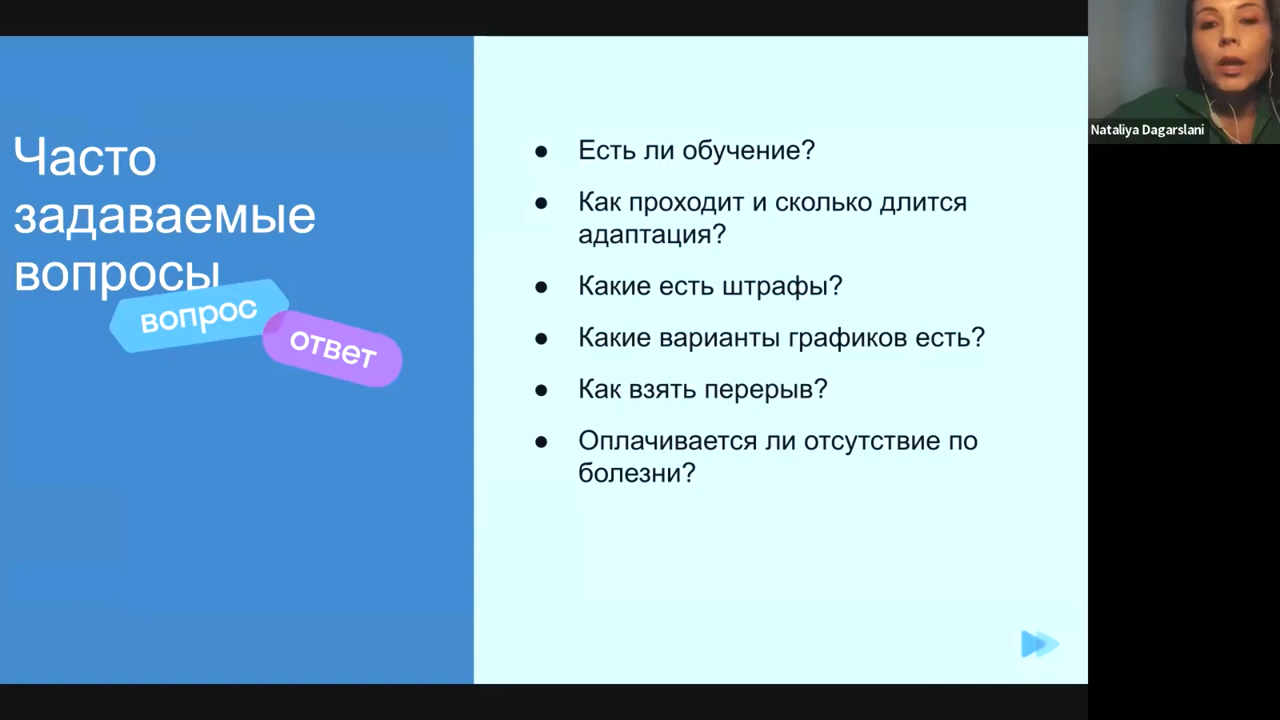 Часто
задаваемые
вопросы
вопрос
ответ
● Есть ли обучение?
● Как проходит и сколько длится
адаптация?
● Какие есть штрафы?
● Какие варианты графиков есть?
● Как взять перерыв?
● Оплачивается ли отсутствие по
болезни?
Nataliya Dagarslani